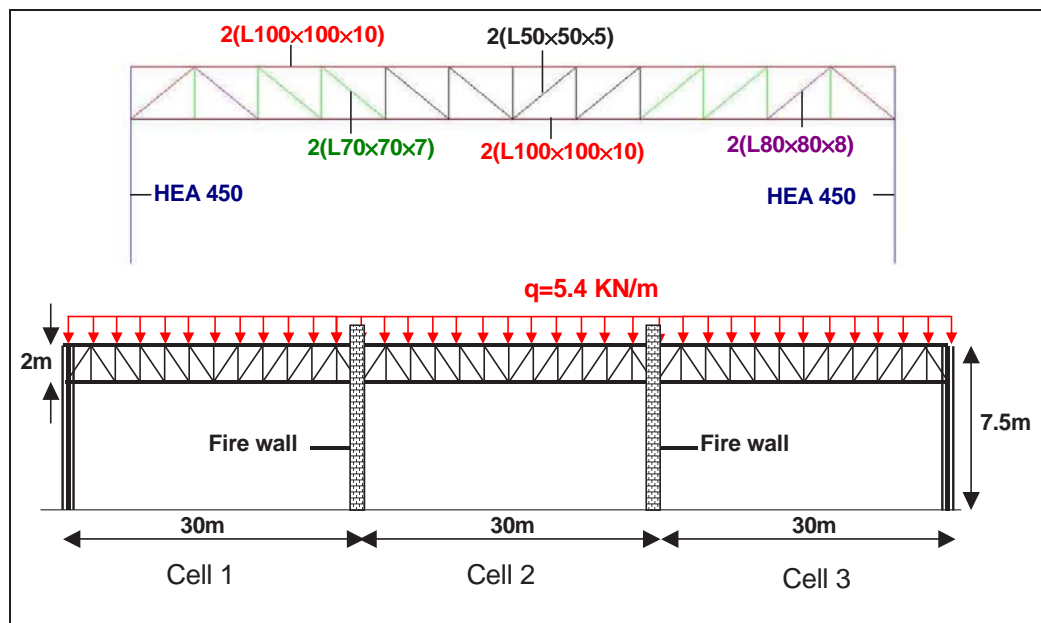 2(L100×100×10)
2(L50×50×5)
2(L70×70×7)
2(L100×100×10)
2(L80×80×8)
HEA 450
HEA 450
q=5.4 KN/m
2m
7.5m
Fire wall
Fire wall
30m
30m
30m
Cell 1
Cell 2
Cell 3